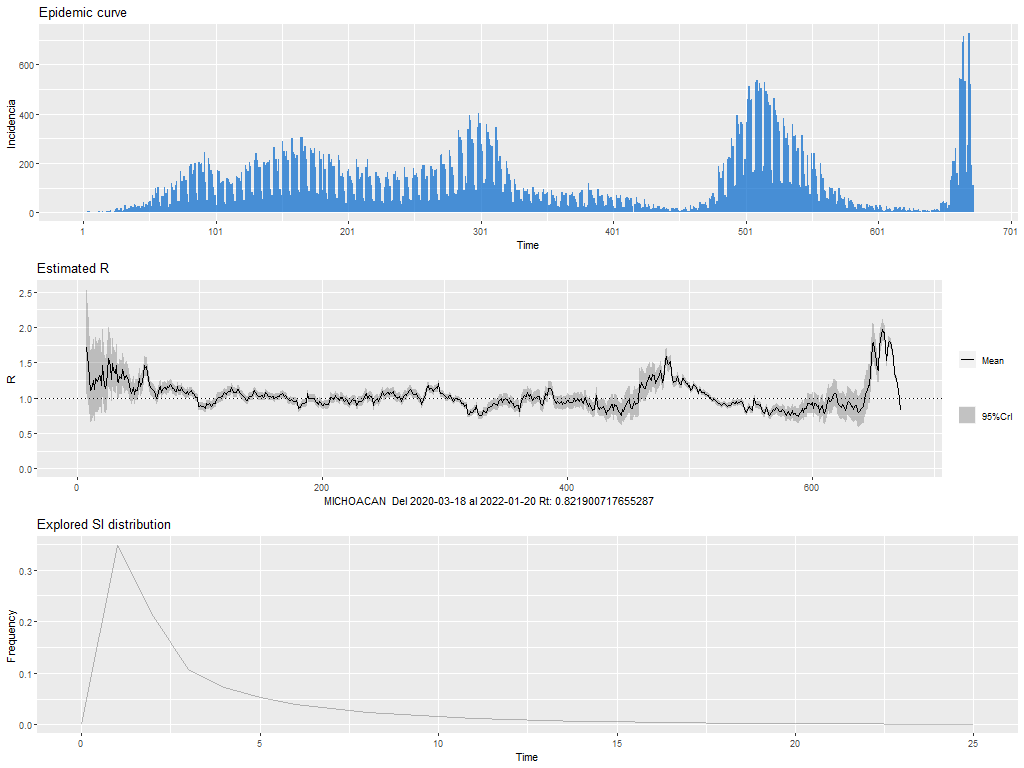 Epidemic curve
600
400
200
0
Incidencia
1 101 201 301 401 501 601 701
Time
Estimated R
2.5
2.0
1.5
1.0
0.5
0.0
R
Mean
95%CrI
0 200 400 600
MICHOACAN Del 2020-03-18 al 2022-01-20 Rt: 0.821900717655287
Explored SI distribution
0.3
0.2
0.1
0.0
Frequency
0 5 10 15 20 25
Time